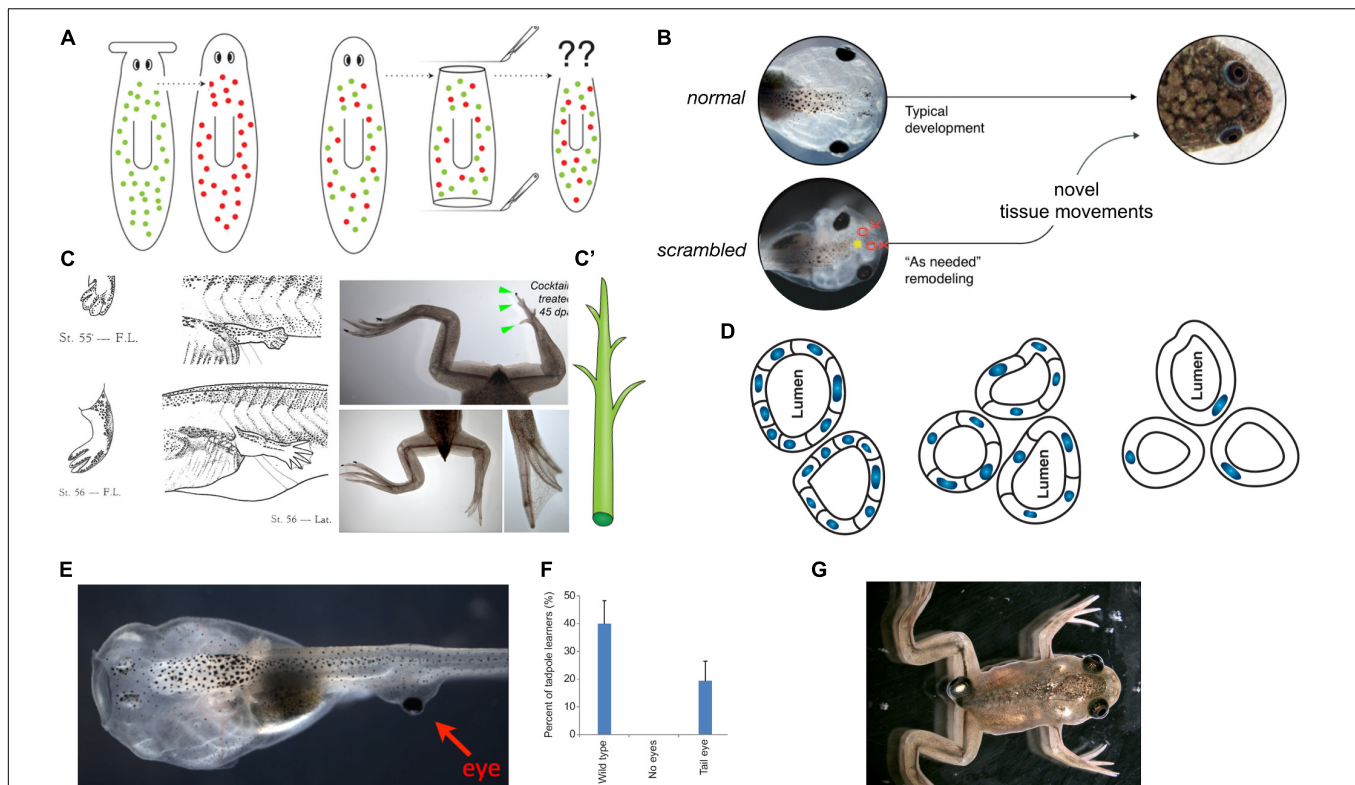 A
??
B
normal
Typical
development
novel
tissue movements
scrambled
"As needed"
remodeling
C
St. 55 — F.L.
St. 56 — F.L.
St. 56 — Lat.
Cocktail
treated
45 dp
C'
D
Lumen
Lumen
Lumen
E
eye
F
Percent of tadpole learners (%)
50
40
30
20
10
0
Wild type
No eyes
Tail eye
G